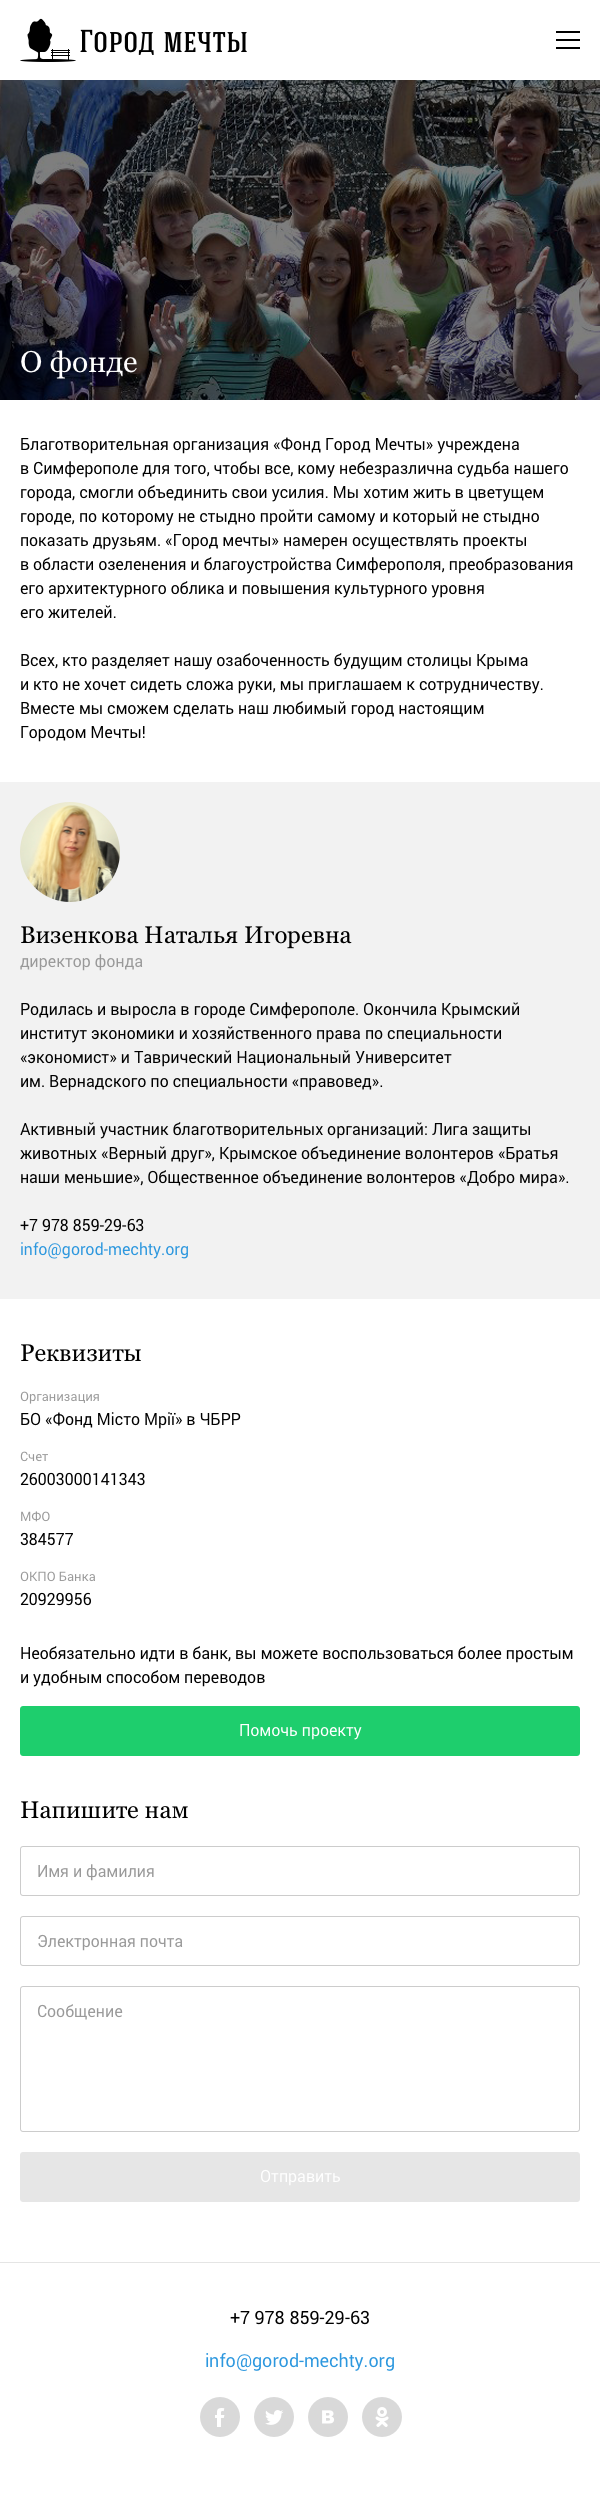 Город мечты
О фонде
Благотворительная организация «Фонд Город Мечты» учреждена
в Симферополе для того, чтобы все, кому небезразлична судьба нашего
города, смогли объединить свои усилия. Мы хотим жить в цветущем
городе, по которому не стыдно пройти самому и который не стыдно
показать друзьям. «Город мечты» намерен осуществлять проекты
в области озеленения и благоустройства Симферополя, преобразования
его архитектурного облика и повышения культурного уровня
его жителей.
Всех, кто разделяет нашу озабоченность будущим столицы Крыма
и кто не хочет сидеть сложа руки, мы приглашаем к сотрудничеству.
Вместе мы сможем сделать наш любимый город настоящим
Городом Мечты!
Визенкова Наталья Игоревна
директор фонда
Родилась и выросла в городе Симферополе. Окончила Крымский
институт экономики и хозяйственного права по специальности
«экономист» и Таврический Национальный Университет
им. Вернадского по специальности «правовед».
Активный участник благотворительных организаций: Лига защиты
животных «Верный друг», Крымское объединение волонтеров «Братья
наши меньшие», Общественное объединение волонтеров «Добро мира».
+7 978 859-29-63
info@gorod-mechty.org
Реквизиты
Организация
БО «Фонд Місто Мрії» в ЧБРР
Счет
26003000141343
МФО
384577
ОКПО Банка
20929956
Необязательно идти в банк, вы можете воспользоваться более простым
и удобным способом переводов
Помочь проекту
Напишите нам
Имя и фамилия
Электронная почта
Сообщение
Отправить
+7 978 859-29-63
info@gorod-mechty.org